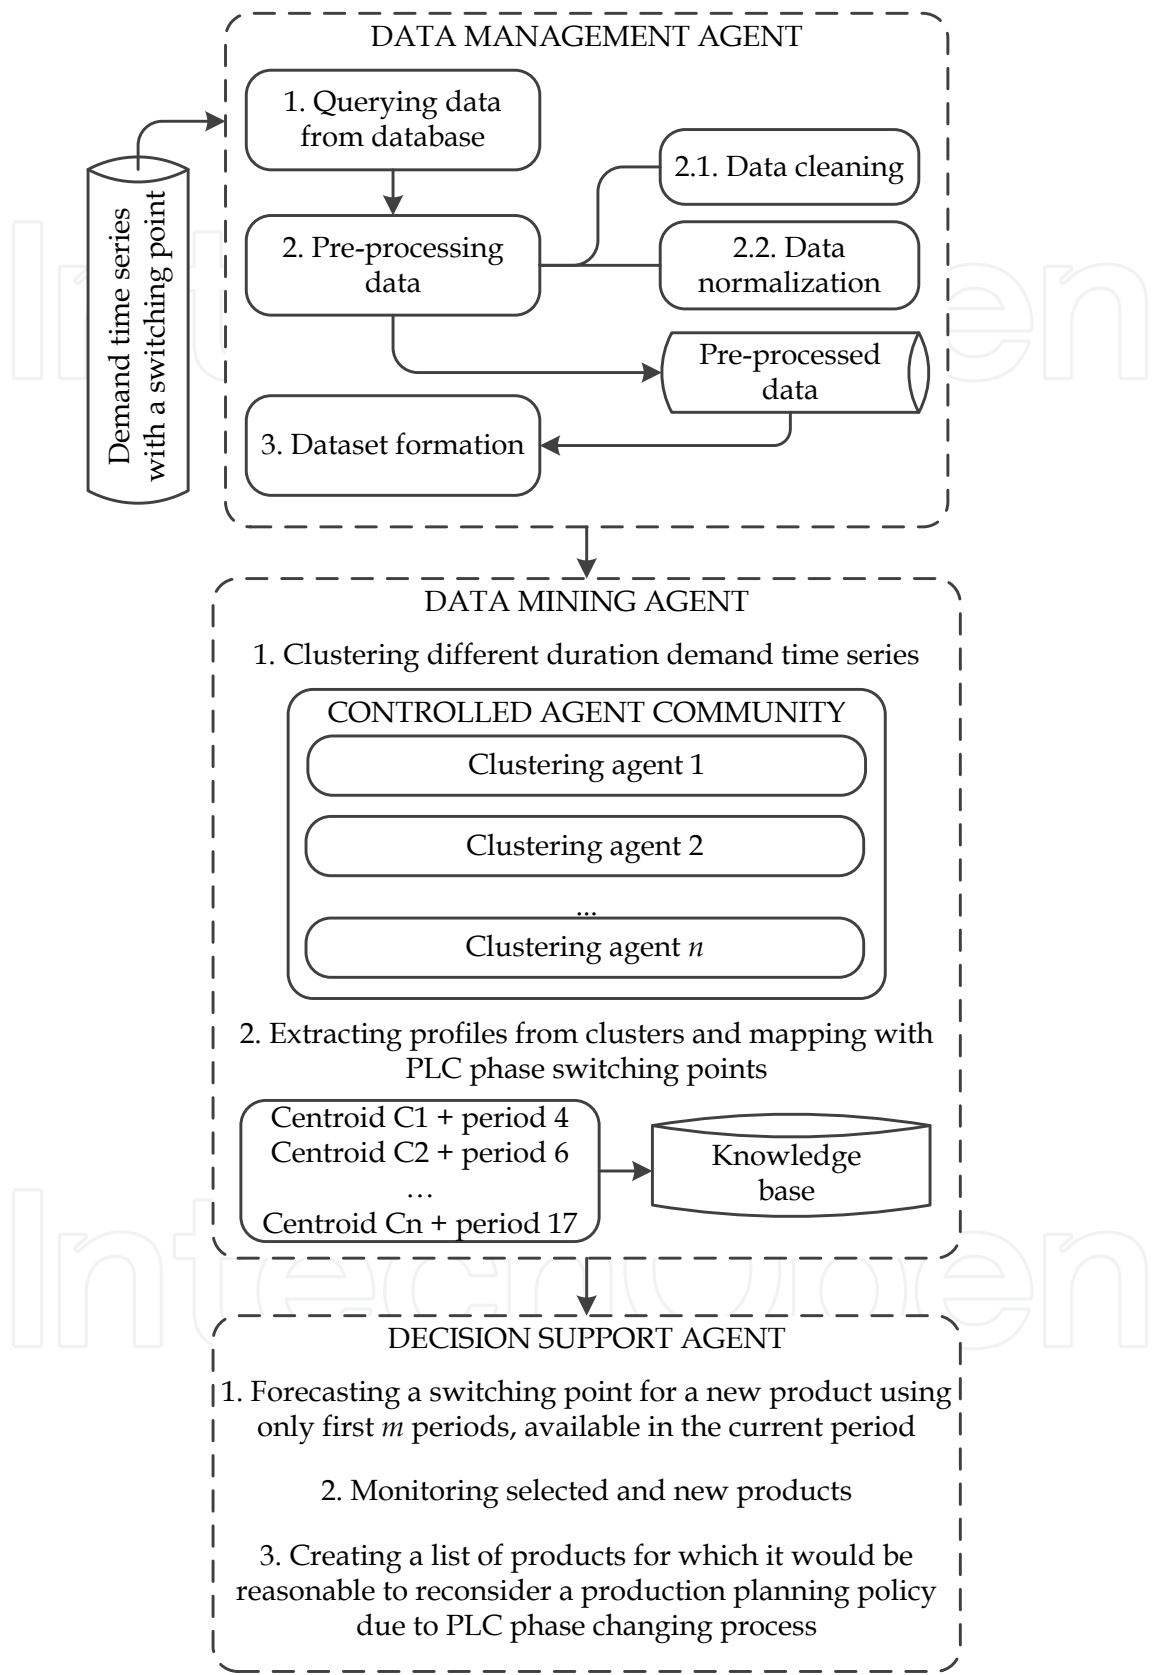 DATA MANAGEMENT AGENT
1. Querying data
from database
2.1. Data cleaning
Demand time series
with a switching point
2. Pre-processing
data
2.2. Data
normalization
Pre-processed
data
3. Dataset formation
DATA MINING AGENT
1. Clustering different duration demand time series
CONTROLLED AGENT COMMUNITY
Clustering agent 1
Clustering agent 2
...
Clustering agent n
2. Extracting profiles from clusters and mapping with
PLC phase switching points
Centroid C1 + period 4
Centroid C2 + period 6
…
Centroid Cn + period 17
Knowledge
base
DECISION SUPPORT AGENT
1. Forecasting a switching point for a new product using
only first m periods, available in the current period
2. Monitoring selected and new products
3. Creating a list of products for which it would be
reasonable to reconsider a production planning policy
due to PLC phase changing process
IntechOpen
IntechOpen